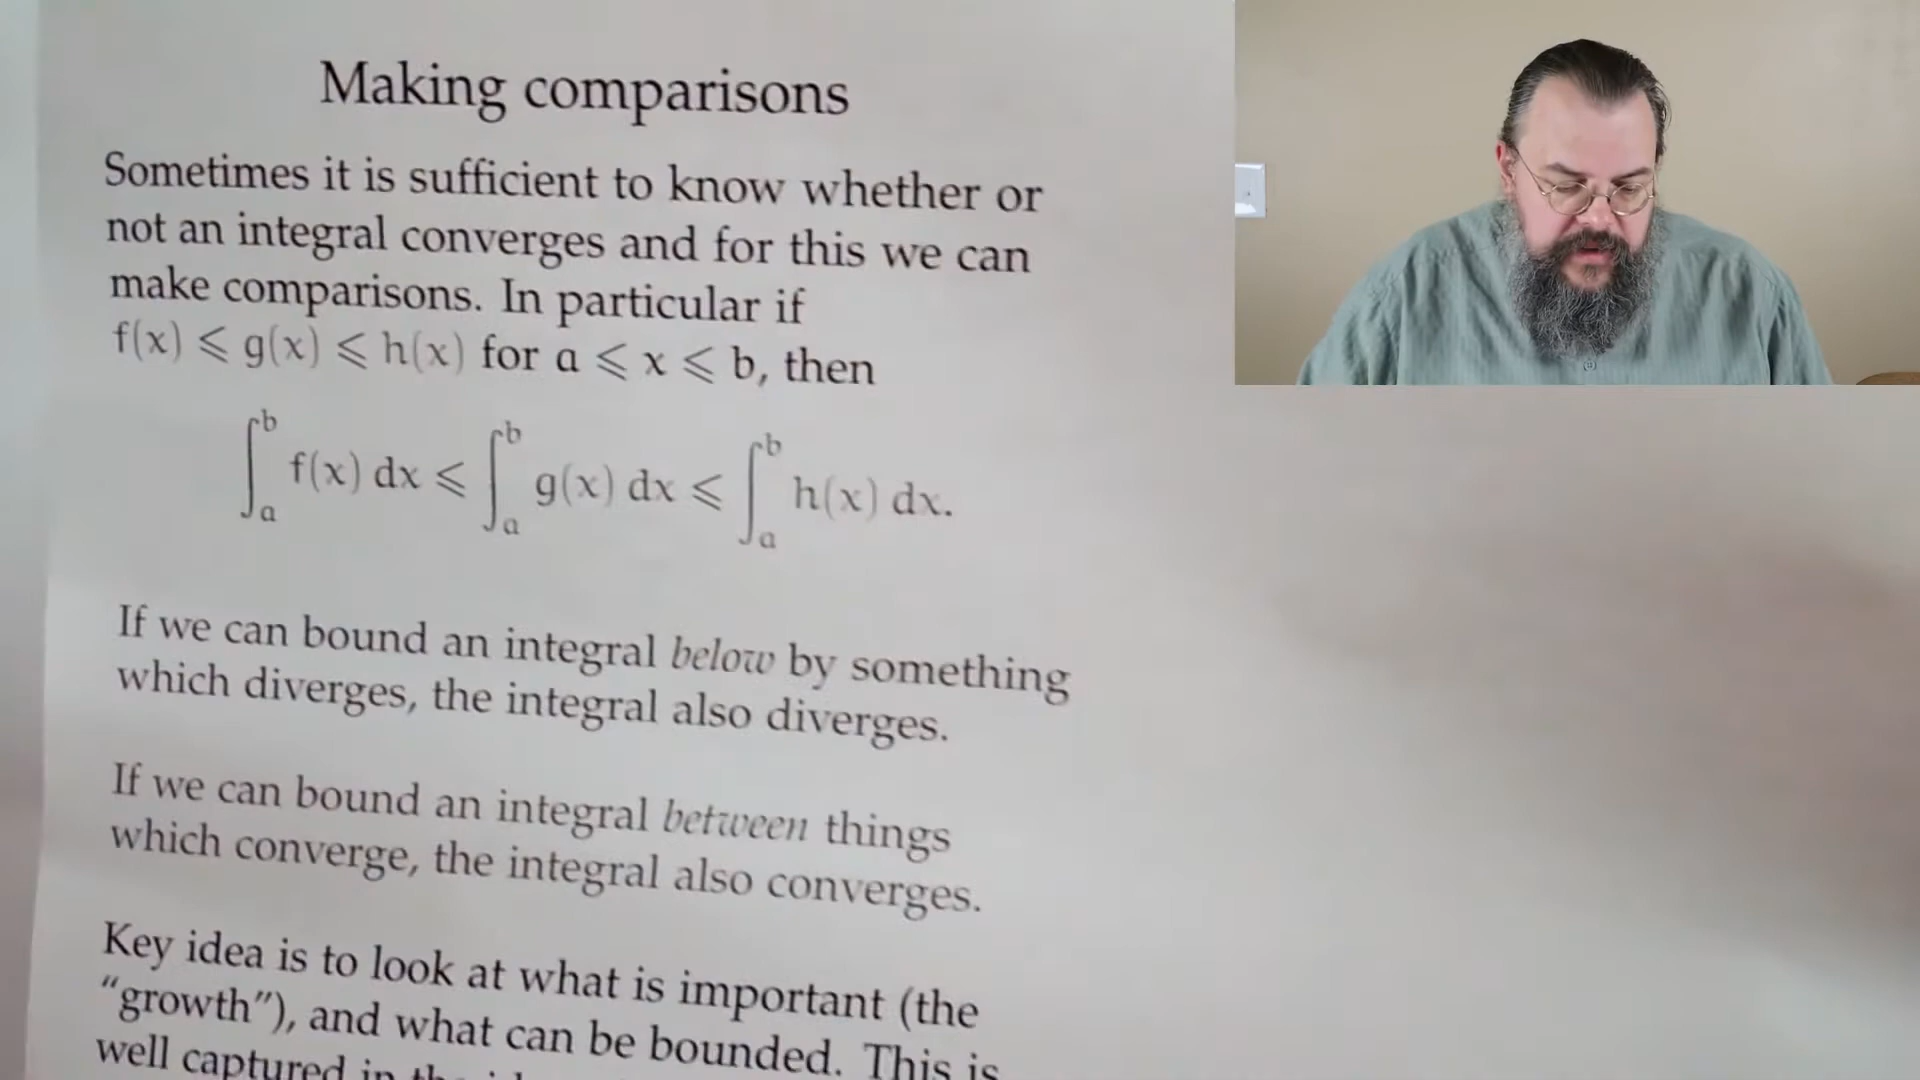 Making comparisons
Sometimes it is sufficient to know whether or
not an integral converges and for this we can
make comparisons. In particular if
f(x) ⩽ g(x) ⩽ h(x) for a ⩽ x ⩽ b, then
∫_a^b f(x) dx ⩽ ∫_a^b g(x) dx ⩽ ∫_a^b h(x) dx.
If we can bound an integral below by something
which diverges, the integral also diverges.
If we can bound an integral between things
which converge, the integral also converges.
Key idea is to look at what is important (the
“growth”), and what can be bounded. This is
well captured in